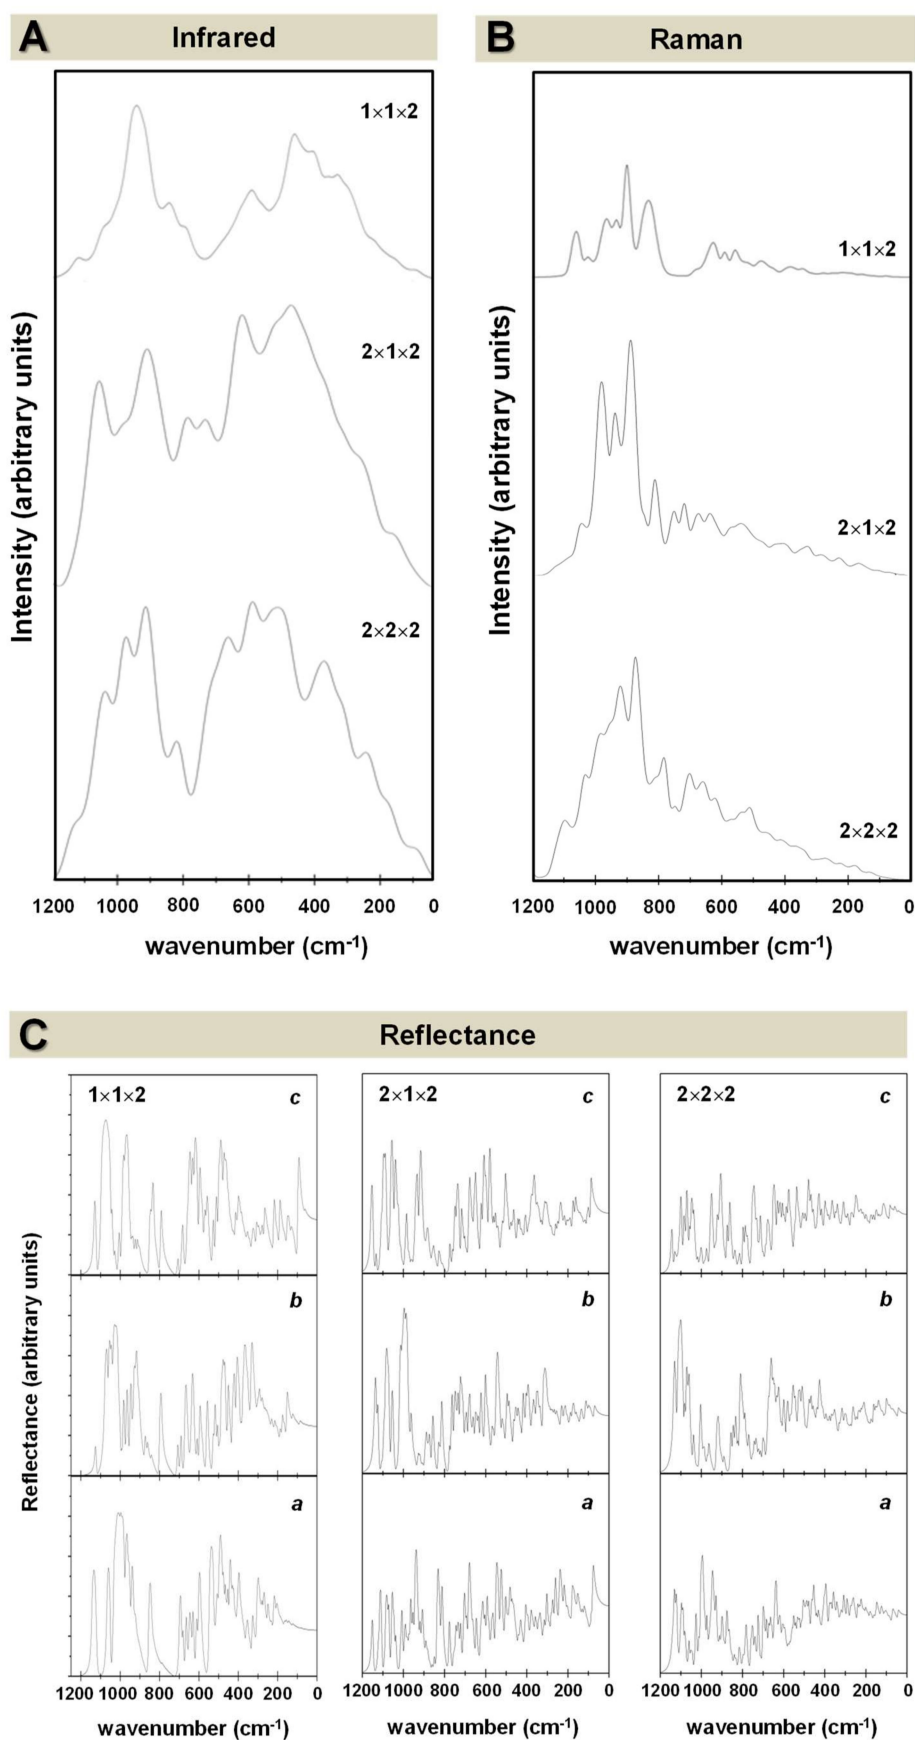 A Infrared
B Raman
1×1×2
2×1×2
2×2×2
Intensity (arbitrary units)
1200 1000 800 600 400 200 0
wavenumber (cm-1)
1×1×2
2×1×2
2×2×2
Intensity (arbitrary units)
1200 1000 800 600 400 200 0
wavenumber (cm-1)
C Reflectance
1×1×2 c
2×1×2 c
2×2×2 c
b b b
a a a
Reflectance (arbitrary units)
1200 1000 800 600 400 200 0
1200 1000 800 600 400 200 0
1200 1000 800 600 400 200 0
wavenumber (cm-1)
wavenumber (cm-1)
wavenumber (cm-1)